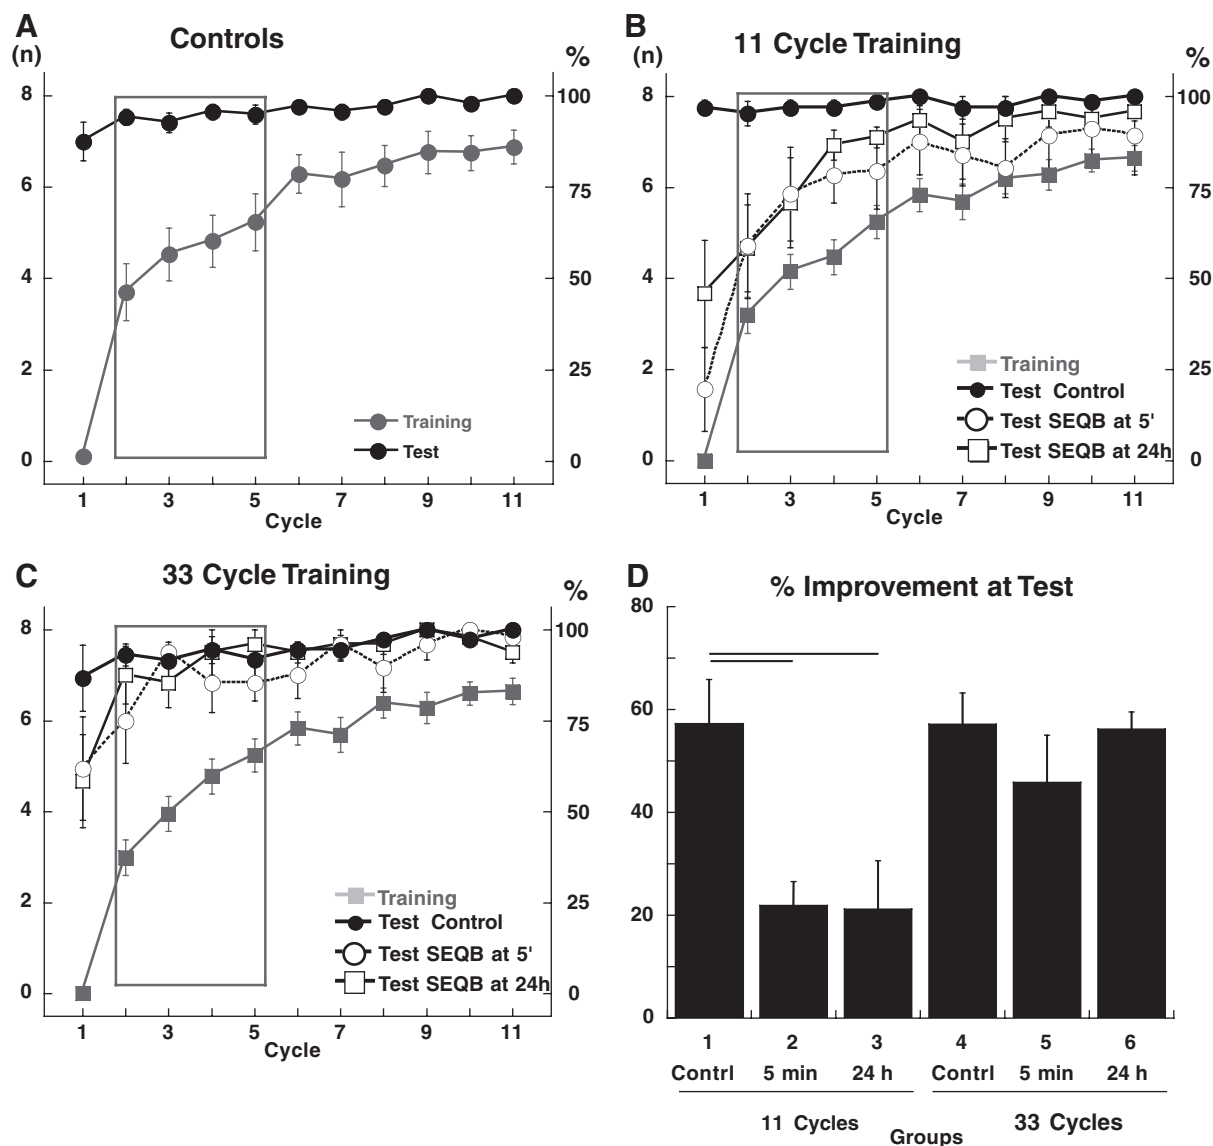 A
Controls
(n)
%
8
6
4
2
0
100
75
50
25
0
Training
Test
1
3
5
7
9
11
Cycle
B
11 Cycle Training
(n)
%
8
6
4
2
0
100
75
50
25
0
Training
Test Control
Test SEQB at 5'
Test SEQB at 24h
1
3
5
7
9
11
Cycle
C
33 Cycle Training
%
8
6
4
2
0
100
75
50
25
0
Training
Test Control
Test SEQB at 5'
Test SEQB at 24h
1
3
5
7
9
11
Cycle
D
% Improvement at Test
80
60
40
20
0
1 2 3 4 5 6
Contrl 5 min 24 h Contrl 5 min 24 h
11 Cycles 33 Cycles
Groups